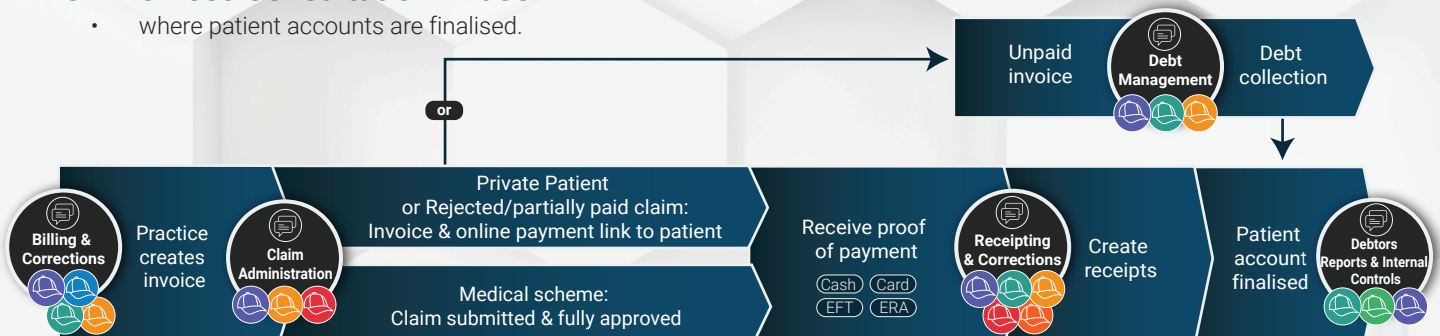 • where patient accounts are finalised.
Unpaid
invoice
Debt
Management
Debt
collection
or
Billing &
Corrections
Practice
creates
invoice
Claim
Administration
Private Patient
or Rejected/partially paid claim:
Invoice & online payment link to patient
Medical scheme:
Claim submitted & fully approved
Receive proof
of payment
Cash Card
EFT ERA
Receipting
& Corrections
Create
receipts
Patient
account
finalised
Debtors
Reports & Internal
Controls